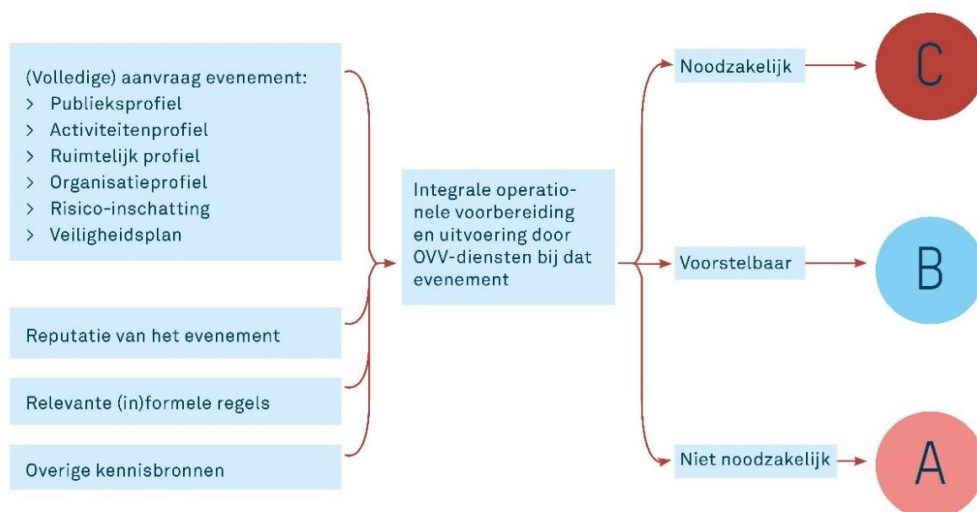 (Volledige) aanvraag evenement:
> Publieksprofiel
> Activiteitenprofiel
> Ruimtelijk profiel
> Organisatieprofiel
> Risico-inschatting
> Veiligheidsplan
Reputatie van het evenement
Relevante (in)formele regels
Overige kennisbronnen
Integrale operatio-
nele voorbereiding
en uitvoering door
OVV-diensten bij dat
evenement
Noodzakelijk
C
Voorstelbaar
B
Niet noodzakelijk
A